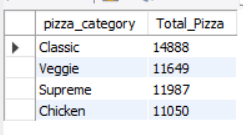 pizza_category Total_Pizza
Classic 14888
Veggie 11649
Supreme 11987
Chicken 11050